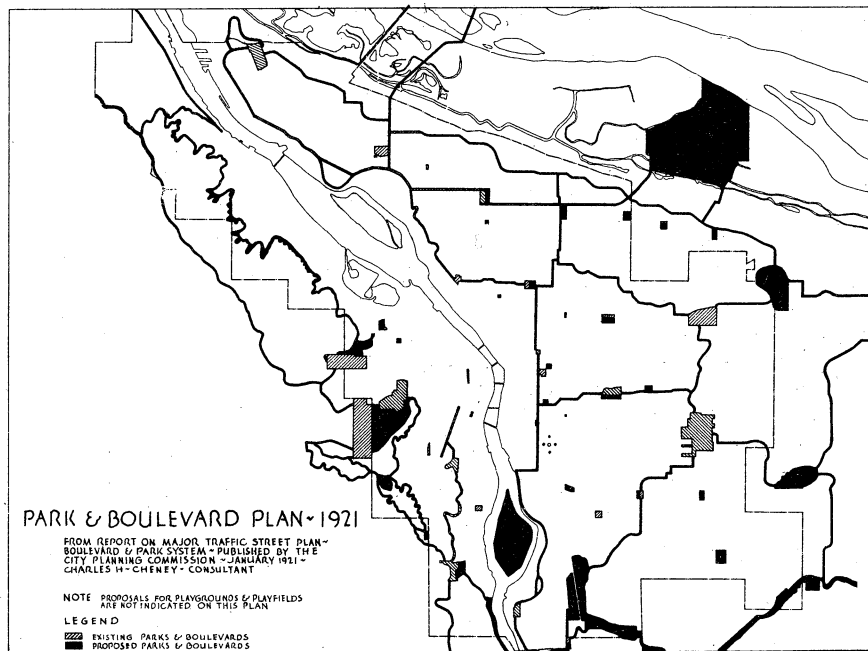 PARK & BOULEVARD PLAN ~ 1921
FROM REPORT ON MAJOR TRAFFIC STREET PLAN ~
BOULEVARD & PARK SYSTEM ~ PUBLISHED BY THE
CITY PLANNING COMMISSION ~ JANUARY 1921 ~
CHARLES H ~ CHENEY ~ CONSULTANT
NOTE PROPOSALS FOR PLAYGROUNDS & PLAYFIELDS
ARE NOT INDICATED ON THIS PLAN
LEGEND
EXISTING PARKS & BOULEVARDS
PROPOSED PARKS & BOULEVARDS